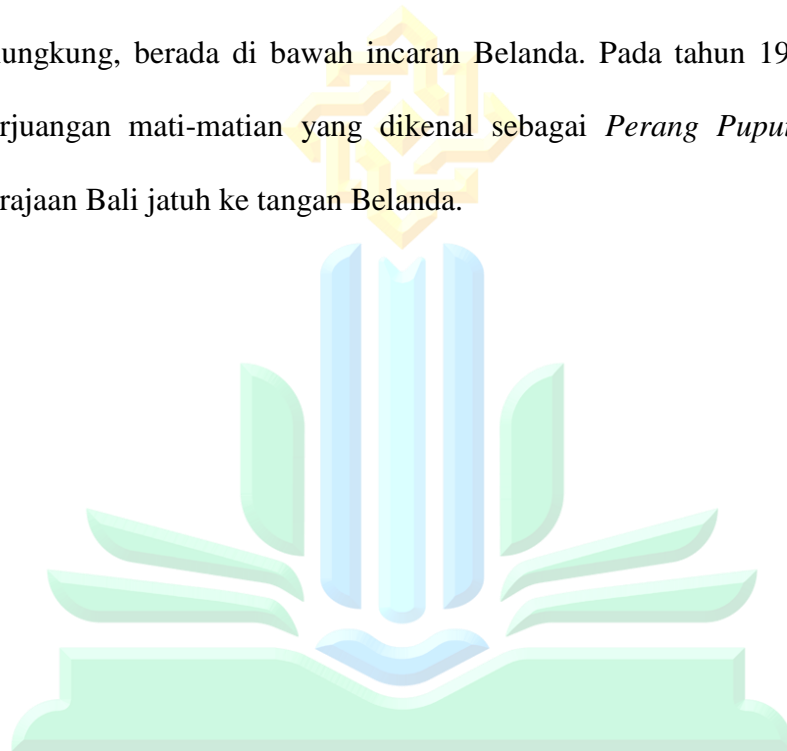 lungkung, berada di bawah incaran Belanda. Pada tahun 19
rjuangan mati-matian yang dikenal sebagai Perang Pupu
rajaan Bali jatuh ke tangan Belanda.